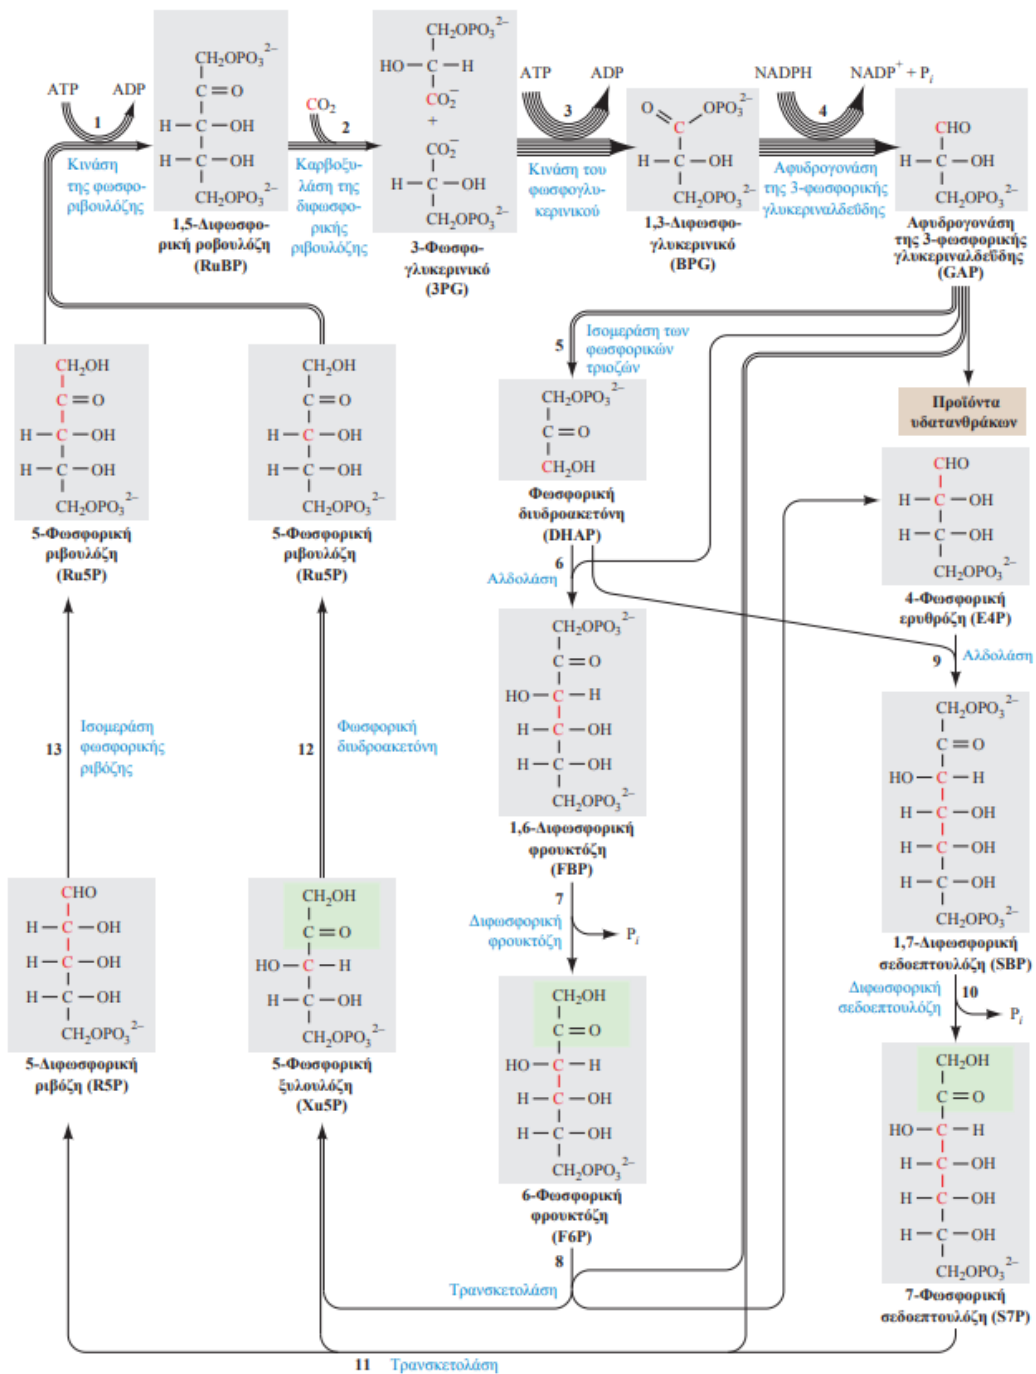 CH₂OPO₃²⁻
C=O
H—C—OH
H—C—OH
CH₂OPO₃²⁻
1,5-Διφωσφο-
ρική ροβουλόζη
(RuBP)
ATP
ADP
1
Κινάση
της φωσφο-
ριβουλόζης
CO₂
2
Καρβοξυ-
λάση της
διφωσφο-
ρικής
ριβουλόζης
CH₂OPO₃²⁻
HO—C—H
CO₂⁻
+
CO₂⁻
H—C—OH
CH₂OPO₃²⁻
3-Φωσφο-
γλυκερινικό
(3PG)
ATP
ADP
3
Κινάση του
φωσφογλυ-
κερινικού
O
C
OPO₃²⁻
H—C—OH
CH₂OPO₃²⁻
1,3-Διφωσφο-
γλυκερινικό
(BPG)
NADPH
NADP⁺ + Pᵢ
4
Αφυδρογονάση
της 3-φωσφορικής
γλυκεριναλδεΰδης
CHO
H—C—OH
CH₂OPO₃²⁻
Αφυδρογονάση
της 3-φωσφορικής
γλυκεριναλδεΰδης
(GAP)
CH₂OH
C=O
H—C—OH
H—C—OH
CH₂OPO₃²⁻
5-Φωσφορική
ριβουλόζη
(Ru5P)
CH₂OH
C=O
H—C—OH
H—C—OH
CH₂OPO₃²⁻
5-Φωσφορική
ριβουλόζη
(Ru5P)
5
Ισομεράση των
φωσφορικών
τριοζών
CH₂OPO₃²⁻
C=O
CH₂OH
Φωσφορική
διυδροακετόνη
(DHAP)
Προϊόντα
υδατανθράκων
CHO
H—C—OH
H—C—OH
CH₂OPO₃²⁻
4-Φωσφορική
ερυθρόζη (E4P)
6
Αλδολάση
9
Αλδολάση
CH₂OPO₃²⁻
C=O
HO—C—H
H—C—OH
H—C—OH
CH₂OPO₃²⁻
1,6-Διφωσφορική
φρουκτόζη
(FBP)
CH₂OPO₃²⁻
C=O
HO—C—H
H—C—OH
H—C—OH
H—C—OH
CH₂OPO₃²⁻
1,7-Διφωσφορική
σεδοεπτουλόζη (SBP)
13
Ισομεράση
φωσφορικής
ριβόζης
12
Φωσφορική
διυδροακετόνη
CHO
H—C—OH
H—C—OH
H—C—OH
CH₂OPO₃²⁻
5-Διφωσφορική
ριβόζη (R5P)
CH₂OH
C=O
HO—C—H
H—C—OH
CH₂OPO₃²⁻
5-Φωσφορική
ξυλουλόζη
(Xu5P)
7
Διφωσφορική
φρουκτόζη
Pᵢ
10
Διφωσφορική
σεδοεπτουλόζη
Pᵢ
CH₂OH
C=O
HO—C—H
H—C—OH
H—C—OH
CH₂OPO₃²⁻
6-Φωσφορική
φρουκτόζη
(F6P)
CH₂OH
C=O
HO—C—H
H—C—OH
H—C—OH
H—C—OH
CH₂OPO₃²⁻
7-Φωσφορική
σεδοεπτουλόζη (S7P)
8
Τρανσκετολάση
11 Τρανσκετολάση